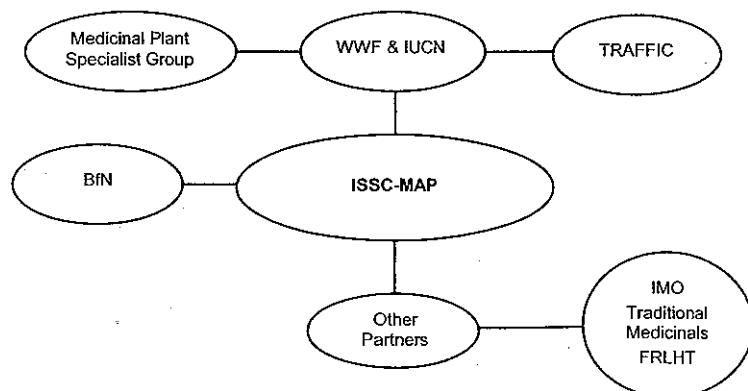 Medicinal Plant
Specialist Group
WWF & IUCN
TRAFFIC
BfN
ISSC-MAP
Other
Partners
IMO
Traditional
Medicinals
FRLHT